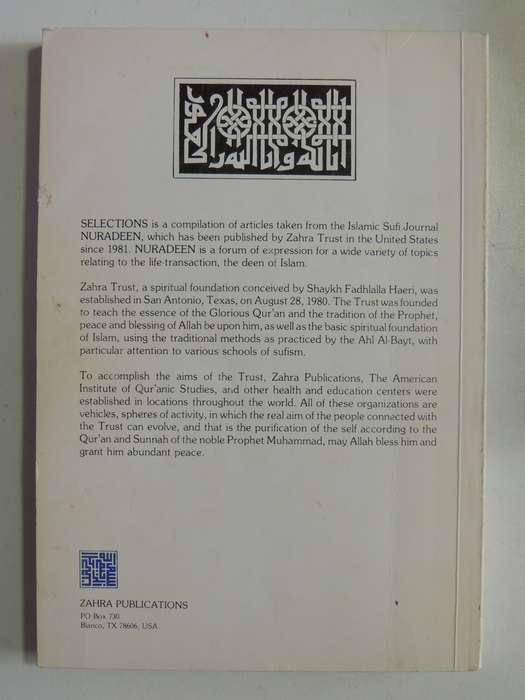 انا لله وانا اليه راجعون
SELECTIONS is a compilation of articles taken from the Islamic Sufi Journal
NURADEEN, which has been published by Zahra Trust in the United States
since 1981. NURADEEN is a forum of expression for a wide variety of topics
relating to the life-transaction, the deen of Islam.
Zahra Trust, a spiritual foundation conceived by Shaykh Fadhlalla Haeri, was
established in San Antonio, Texas, on August 28, 1980. The Trust was founded
to teach the essence of the Glorious Qur'an and the tradition of the Prophet,
peace and blessing of Allah be upon him, as well as the basic spiritual foundation
of Islam, using the traditional methods as practiced by the Ahl Al-Bayt, with
particular attention to various schools of sufism.
To accomplish the aims of the Trust, Zahra Publications, The American
Institute of Qur'anic Studies, and other health and education centers were
established in locations throughout the world. All of these organizations are
vehicles, spheres of activity, in which the real aim of the people connected with
the Trust can evolve, and that is the purification of the self according to the
Qur'an and Sunnah of the noble Prophet Muhammad, may Allah bless him and
grant him abundant peace.
ZAHRA PUBLICATIONS
PO Box 730
Bianco, TX 78606, USA